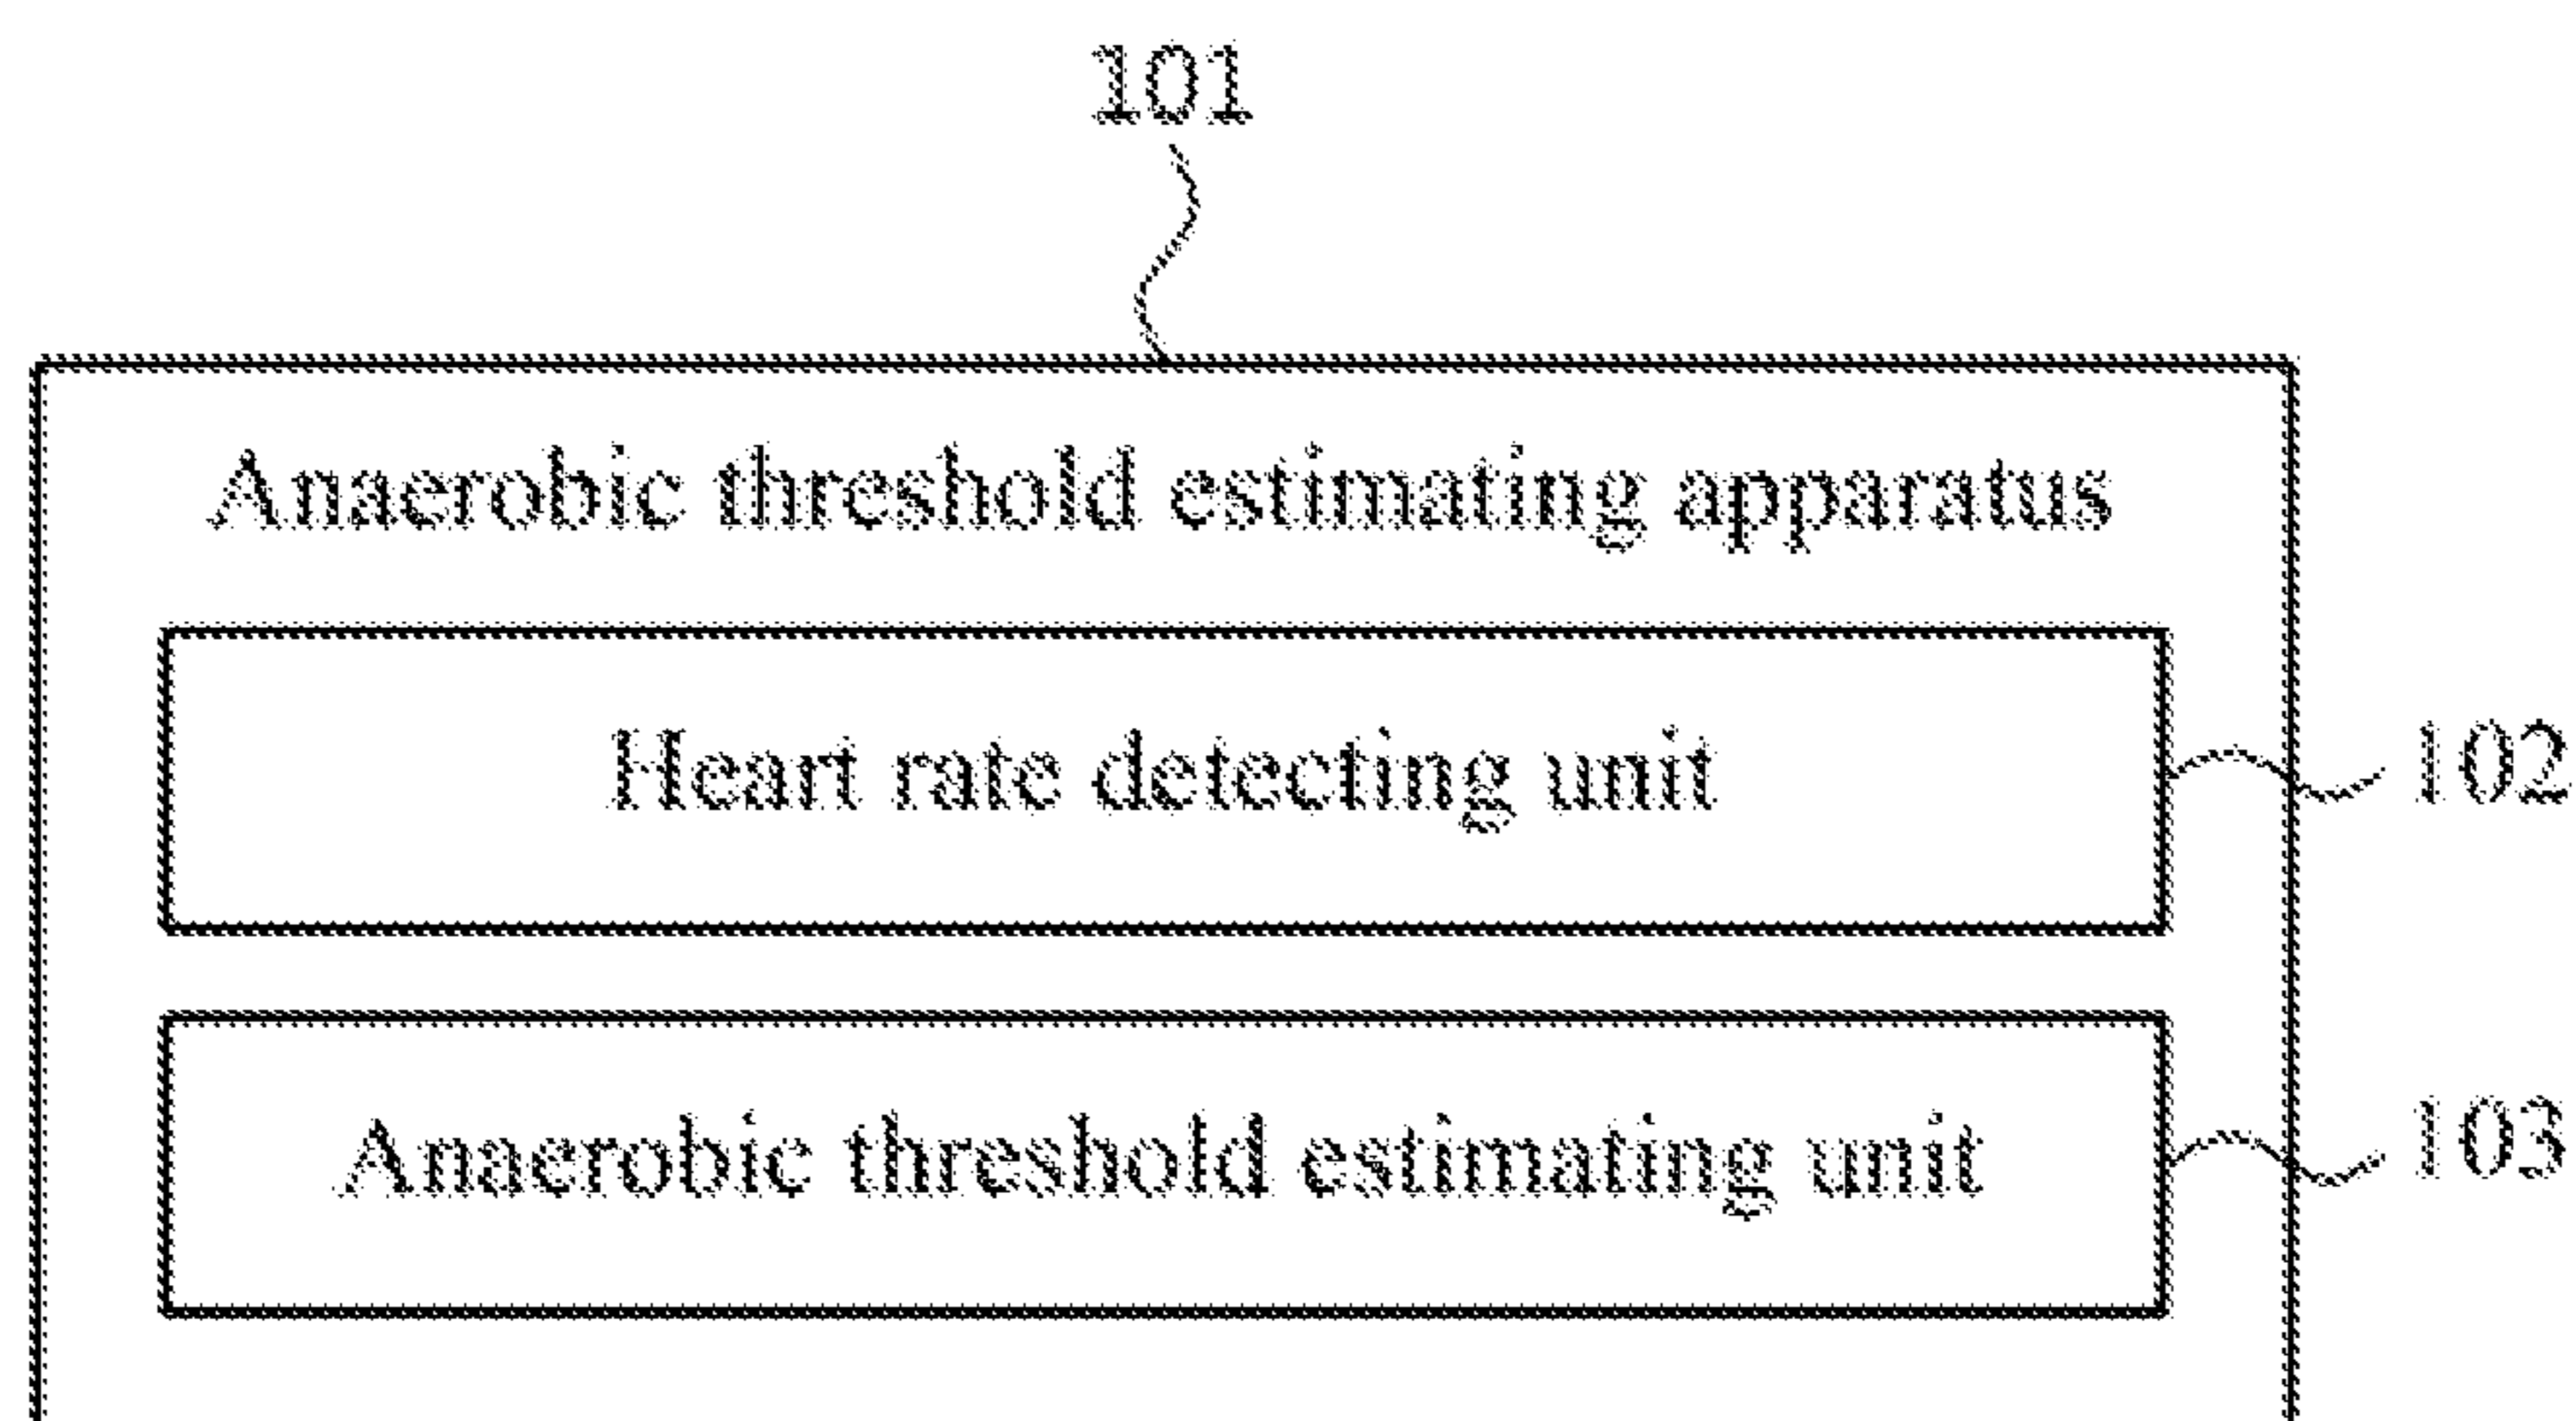 101
Anaerobic threshold estimating apparatus
Heart rate detecting unit
102
Anaerobic threshold estimating unit
103